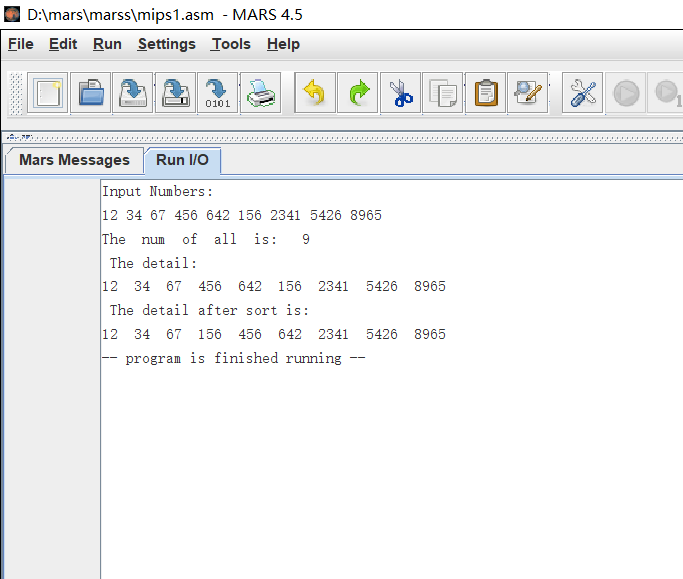 D:\mars\marss\mips1.asm - MARS 4.5
File Edit Run Settings Tools Help
0101
1
Mars Messages Run I/O
Input Numbers:
12 34 67 456 642 156 2341 5426 8965
The num of all is: 9
The detail:
12 34 67 456 642 156 2341 5426 8965
The detail after sort is:
12 34 67 156 456 642 2341 5426 8965
-- program is finished running --